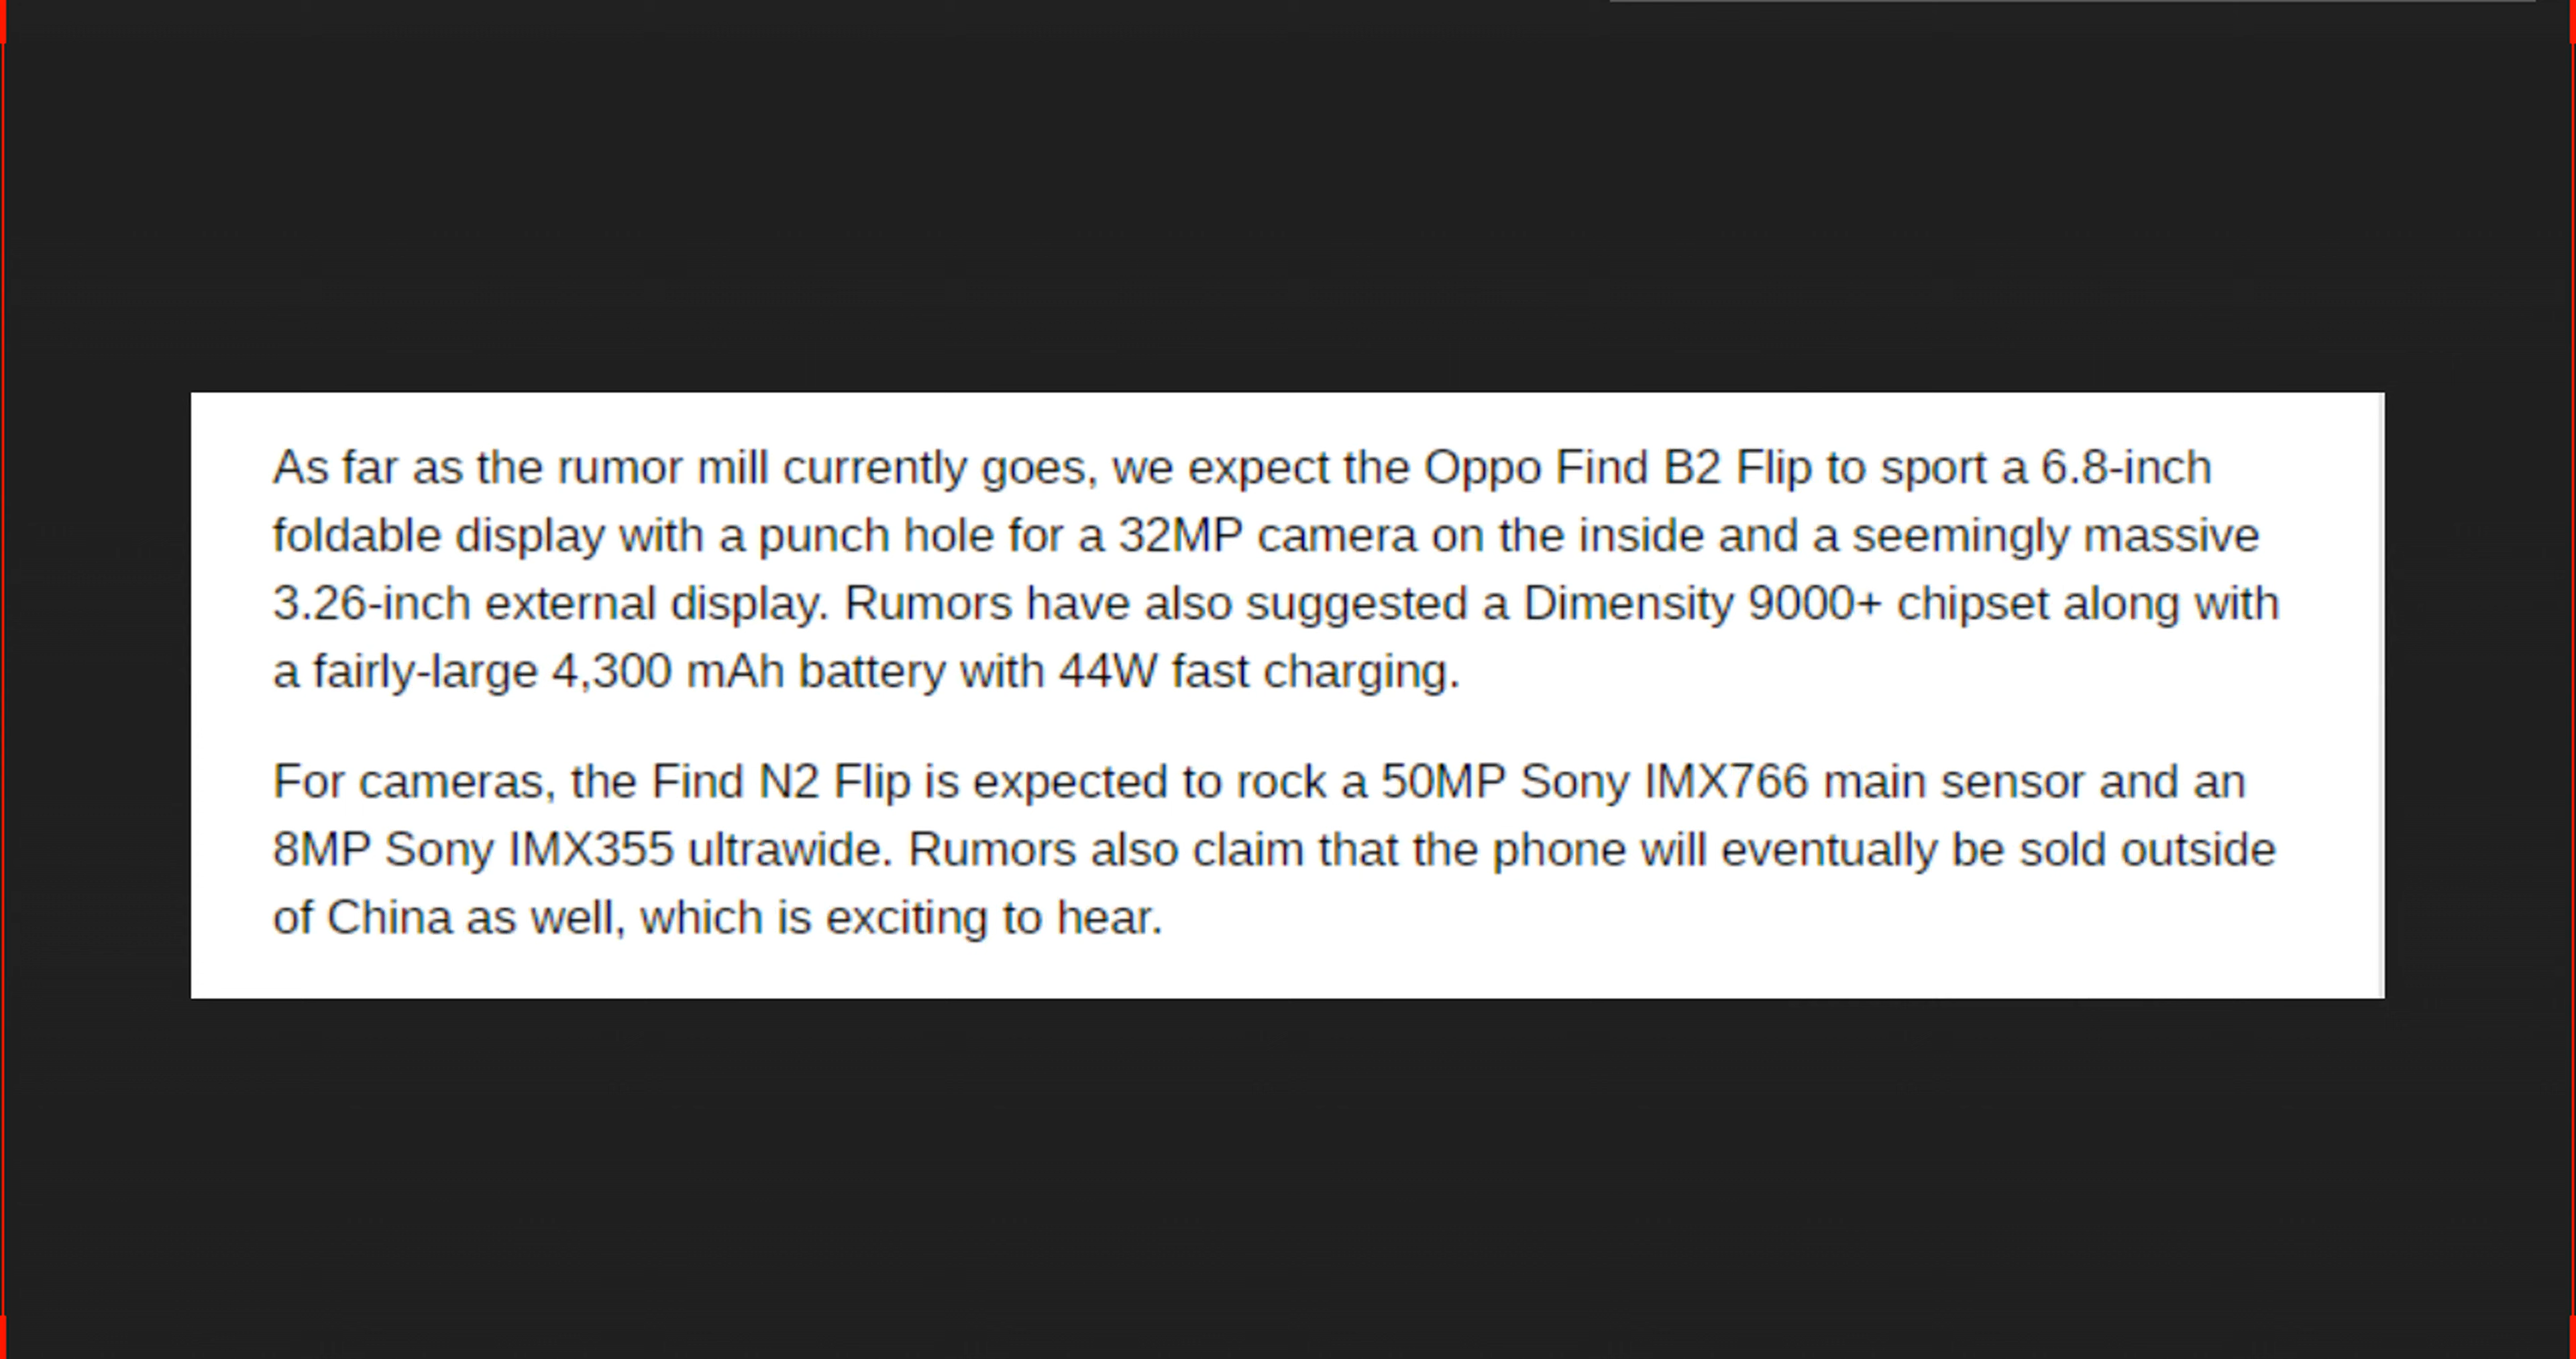 As far as the rumor mill currently goes, we expect the Oppo Find B2 Flip to sport a 6.8-inch
foldable display with a punch hole for a 32MP camera on the inside and a seemingly massive
3.26-inch external display. Rumors have also suggested a Dimensity 9000+ chipset along with
a fairly-large 4,300 mAh battery with 44W fast charging.
For cameras, the Find N2 Flip is expected to rock a 50MP Sony IMX766 main sensor and an
8MP Sony IMX355 ultrawide. Rumors also claim that the phone will eventually be sold outside
of China as well, which is exciting to hear.